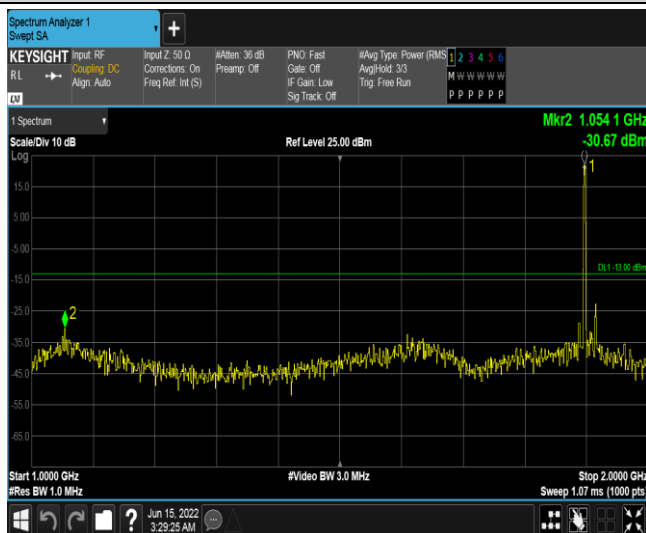 Spectrum Analyzer 1
Swept SA
+
KEYSIGHT Input: RF Input Z: 50 Ω #Atten: 36 dB PNO: Fast #Avg Type: Power (RMS 1 2 3 4 5 6
RL Coupling: DC Corrections: On Preamp: Off Gate: Off Avg|Hold: 3/3 M W W W W W
Align: Auto Freq Ref: Int (S) IF Gain: Low Trig: Free Run
Sig Track: Off P P P P P P
LXI
1 Spectrum Mkr2 1.054 1 GHz
Scale/Div 10 dB Ref Level 25.00 dBm -30.67 dBm
Log
1
15.0
5.00
-5.00
DL1 -13.00 dBm
-15.0
-25.0
2
-35.0
-45.0
-55.0
-65.0
Start 1.0000 GHz #Video BW 3.0 MHz Stop 2.0000 GHz
#Res BW 1.0 MHz Sweep 1.07 ms (1000 pts)
? Jun 15, 2022
3:29:25 AM